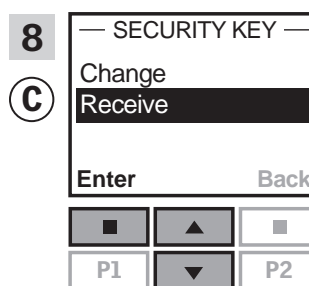 8
C
SECURITY KEY
Change
Receive
Enter Back
P1 P2